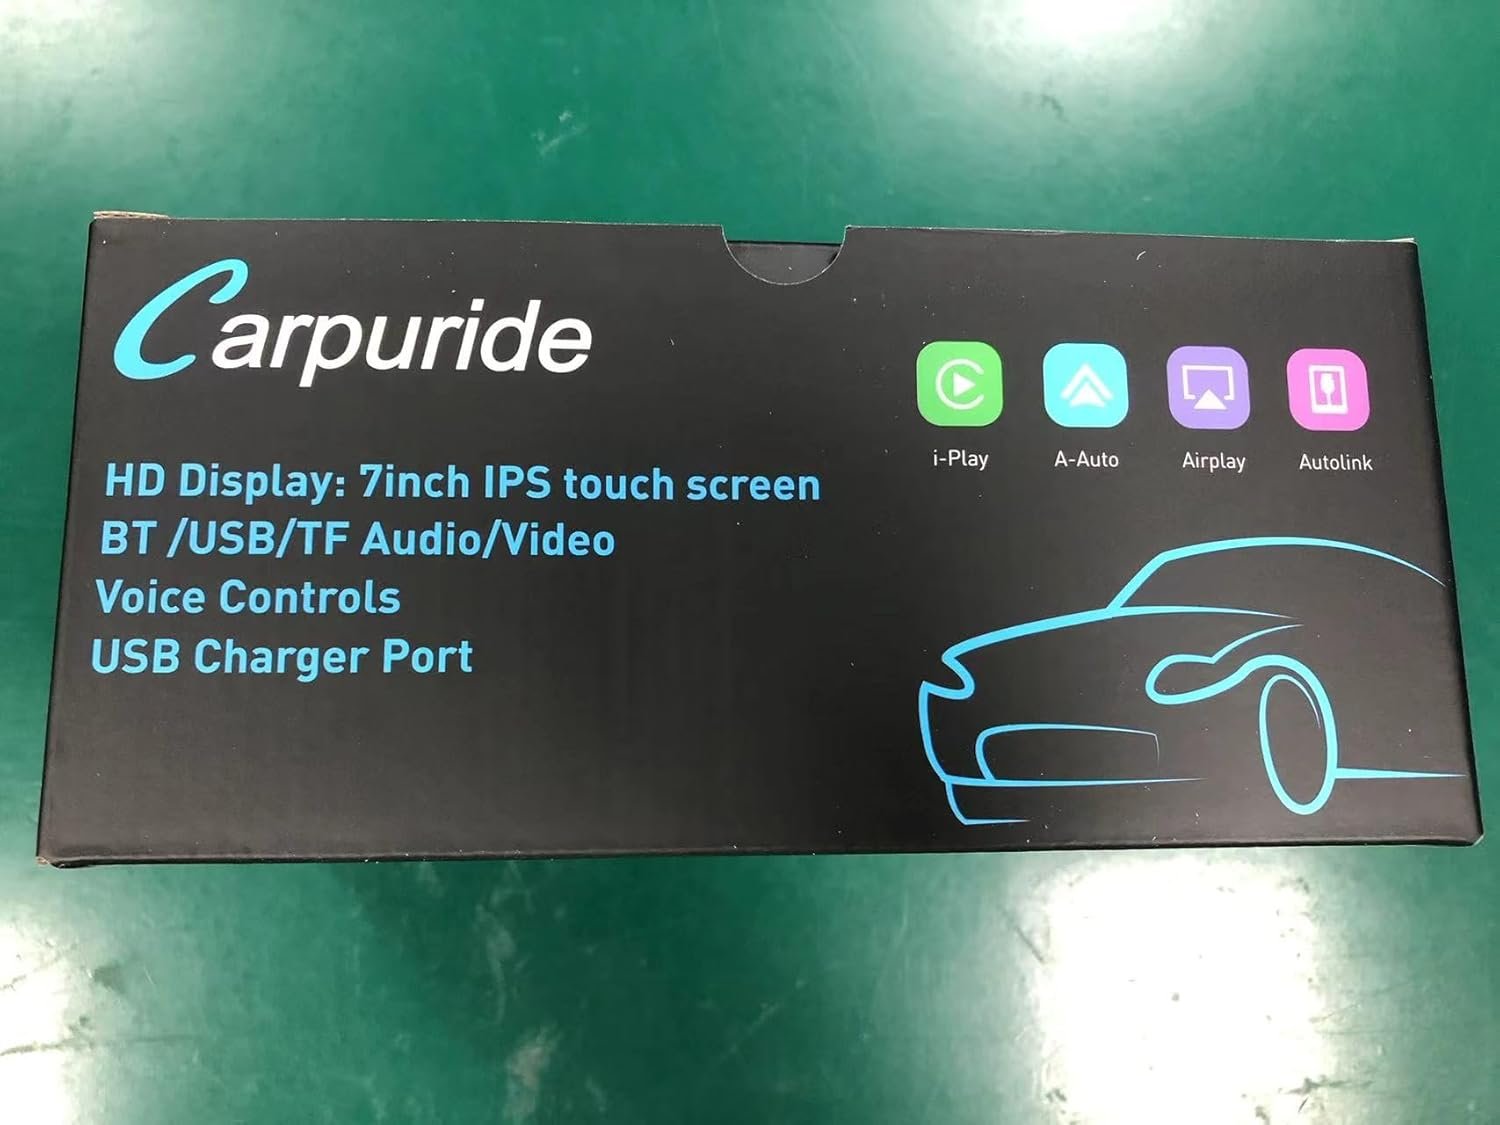 Carpuride
i-Play A-Auto Airplay Autolink
HD Display: 7inch IPS touch screen
BT /USB/TF Audio/Video
Voice Controls
USB Charger Port